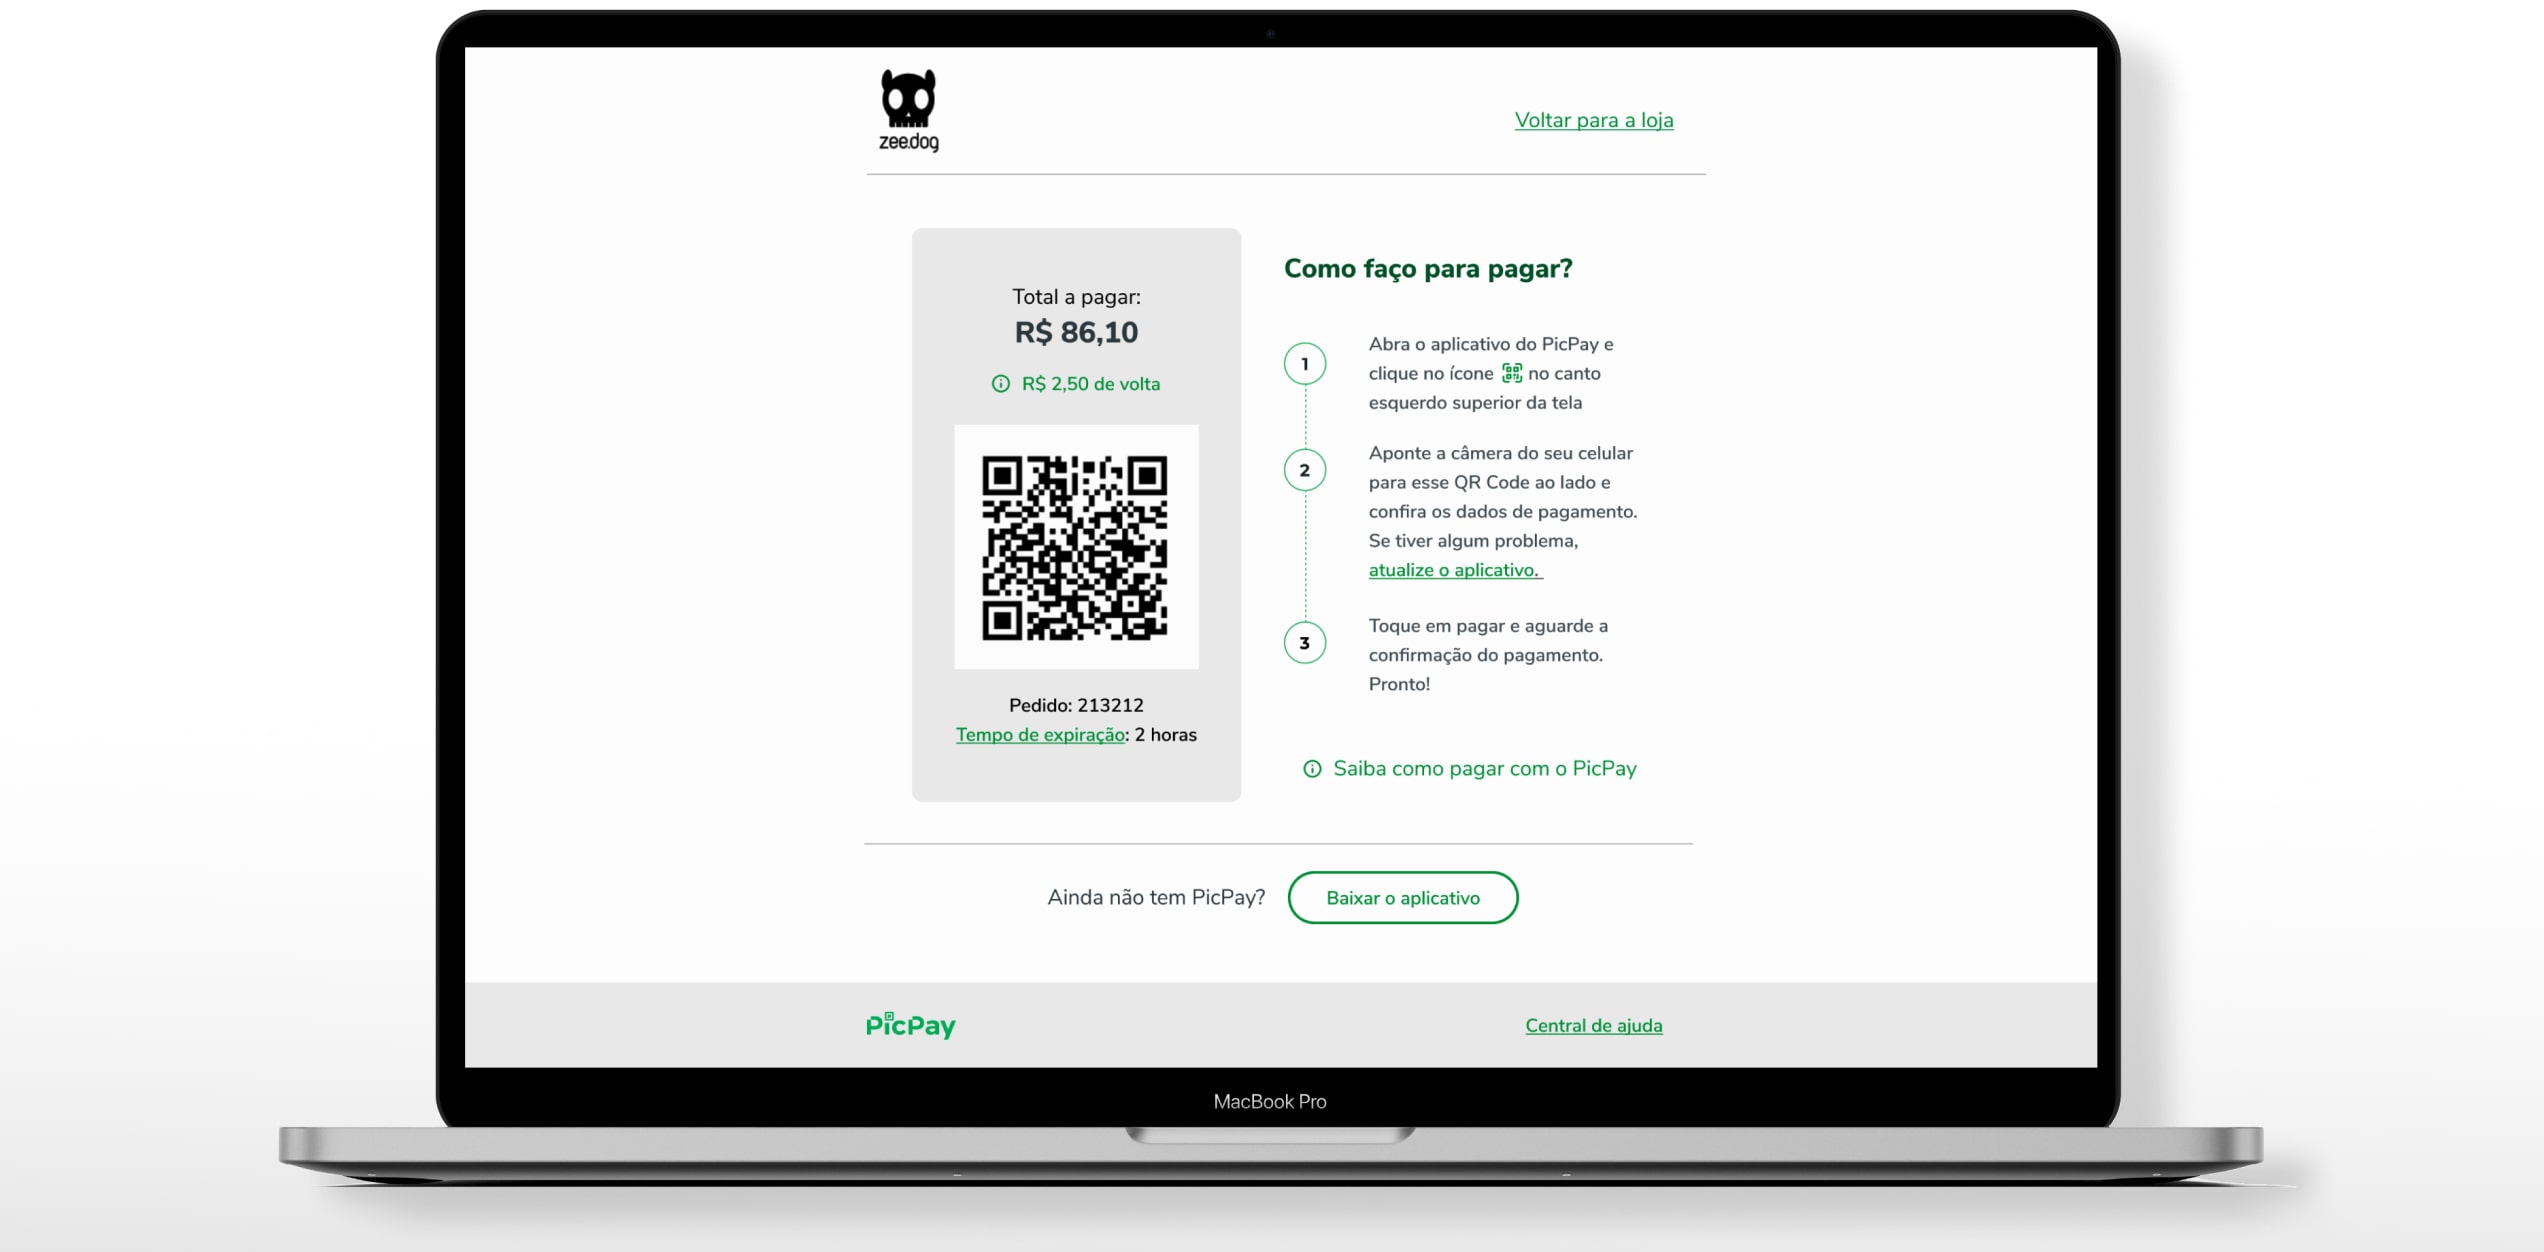 zee.dog
Voltar para a loja
Total a pagar:
R$ 86,10
R$ 2,50 de volta
Pedido: 213212
Tempo de expiração: 2 horas
Como faço para pagar?
1
Abra o aplicativo do PicPay e
clique no ícone no canto
esquerdo superior da tela
2
Aponte a câmera do seu celular
para esse QR Code ao lado e
confira os dados de pagamento.
Se tiver algum problema,
atualize o aplicativo.
3
Toque em pagar e aguarde a
confirmação do pagamento.
Pronto!
Saiba como pagar com o PicPay
Ainda não tem PicPay?
Baixar o aplicativo
PicPay
Central de ajuda
MacBook Pro